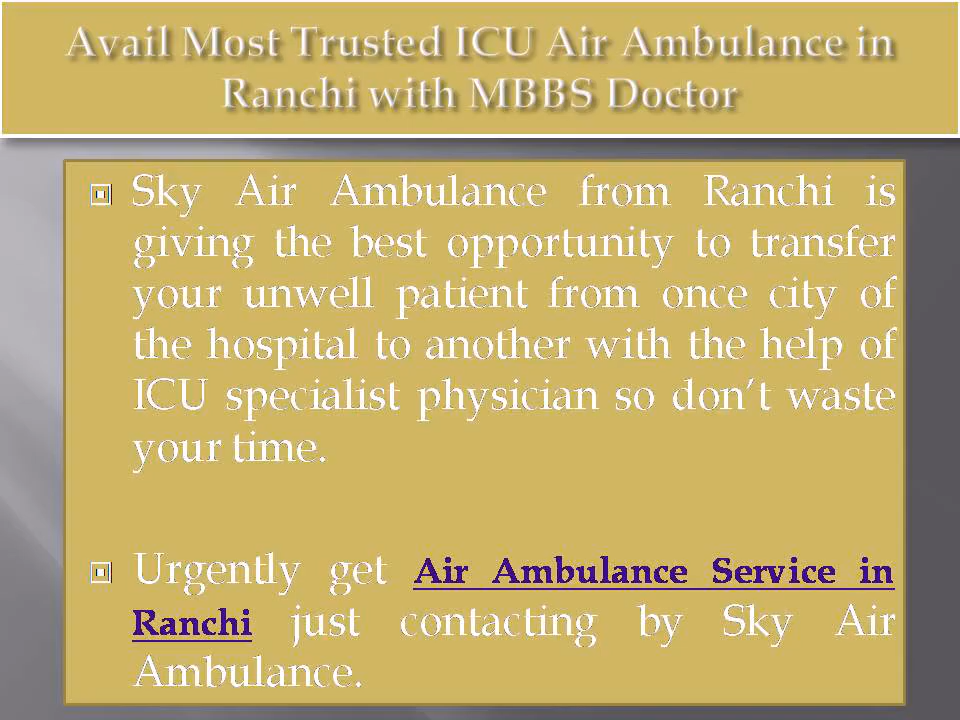 Avail Most Trusted ICU Air Ambulance in
Ranchi with MBBS Doctor
Sky Air Ambulance from Ranchi is
giving the best opportunity to transfer
your unwell patient from once city of
the hospital to another with the help of
ICU specialist physician so don’t waste
your time.
Urgently get Air Ambulance Service in
Ranchi just contacting by Sky Air
Ambulance.